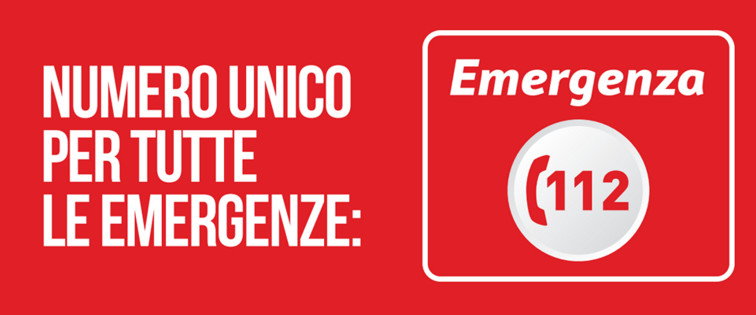 NUMERO UNICO
PER TUTTE
LE EMERGENZE:
Emergenza
112